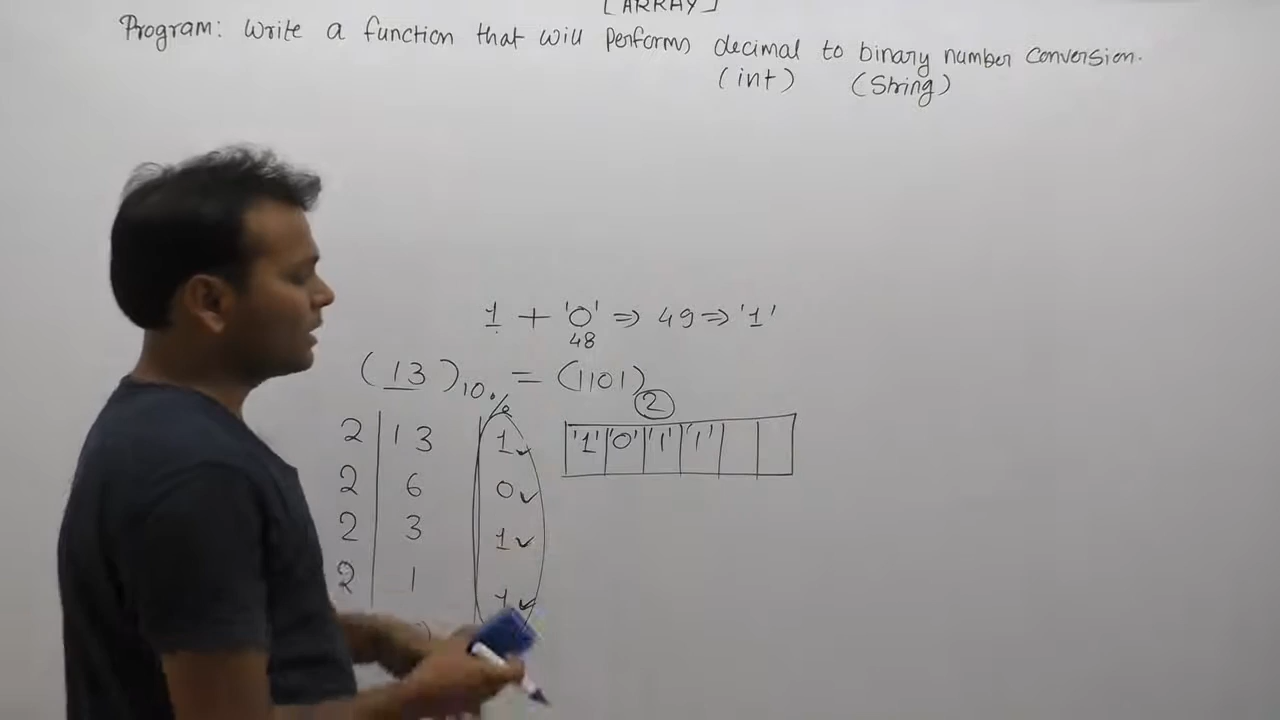 [ARRAY]
Program: Write a function that will performs decimal to binary number conversion.
(int) (String)
1 + '0' ⇒ 49 ⇒ '1'
48
(13)10 = (1101)2
%
2 | 13 | 1 ✓ '1' '0' '1' '1'
2 | 6 | 0 ✓
2 | 3 | 1 ✓
2 | 1 | 1 ✓